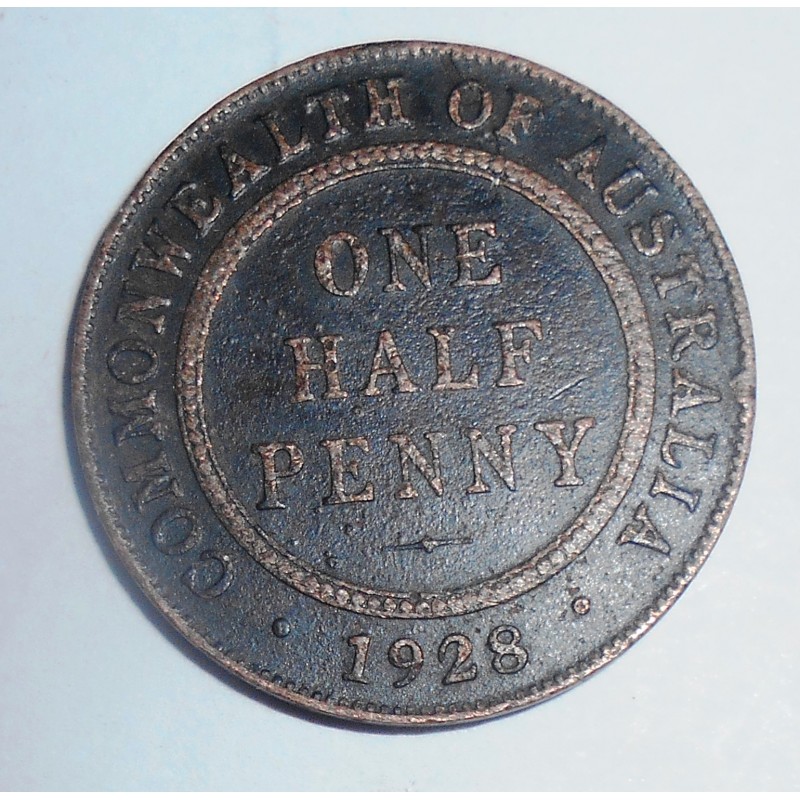 COMMONWEALTH OF AUSTRALIA
ONE
HALF
PENNY
· 1928 ·